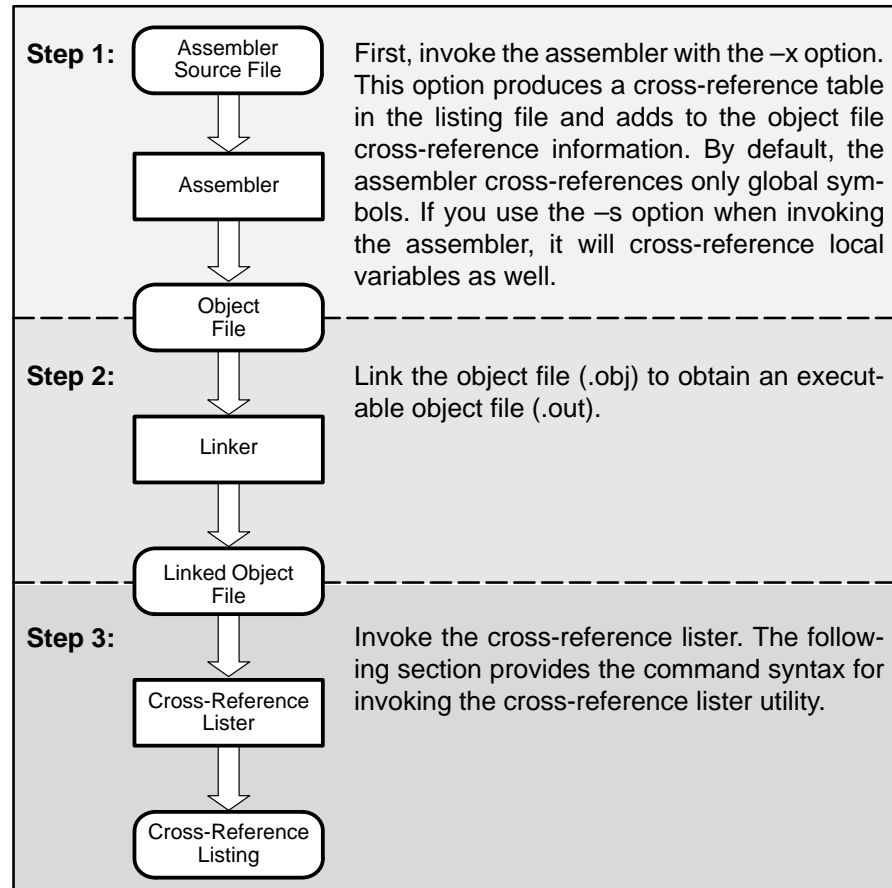 Step 1:
Assembler
Source File
First, invoke the assembler with the –x option.
This option produces a cross-reference table
in the listing file and adds to the object file
cross-reference information. By default, the
assembler cross-references only global sym-
bols. If you use the –s option when invoking
the assembler, it will cross-reference local
variables as well.
Assembler
Object
File
Step 2:
Link the object file (.obj) to obtain an execut-
able object file (.out).
Linker
Linked Object
File
Step 3:
Invoke the cross-reference lister. The follow-
ing section provides the command syntax for
invoking the cross-reference lister utility.
Cross-Reference
Lister
Cross-Reference
Listing